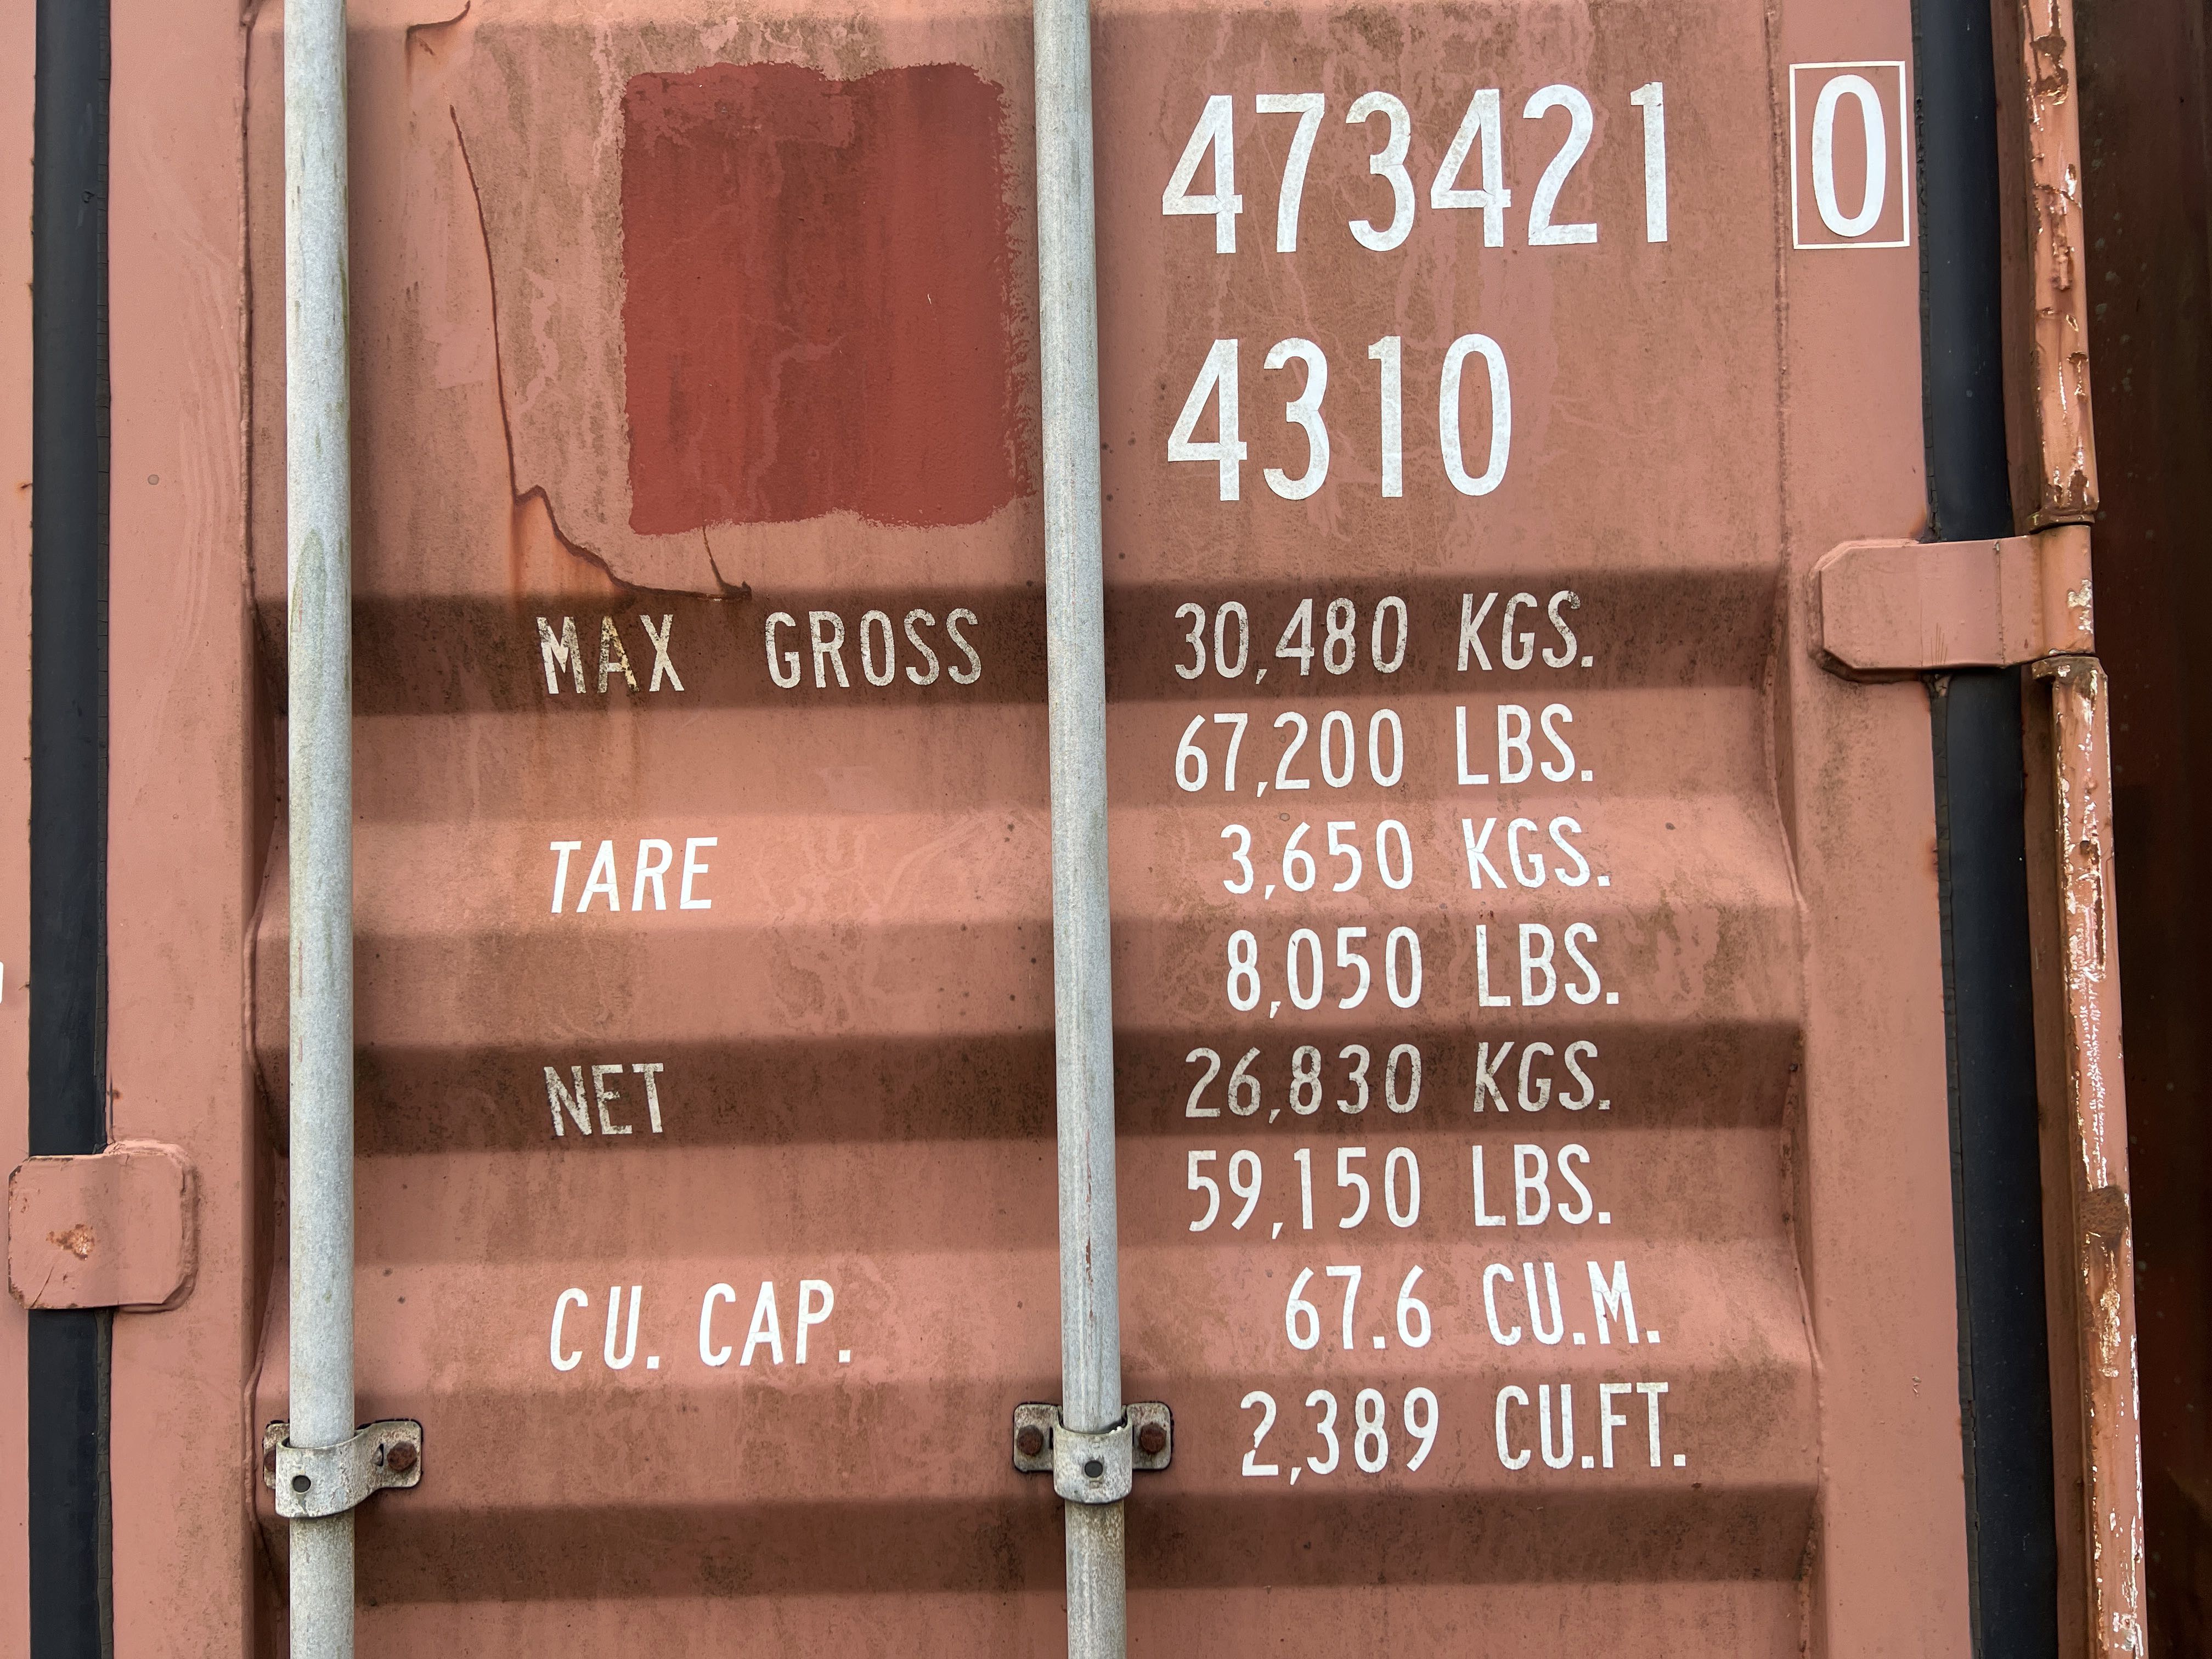 473421 0
4310
MAX GROSS 30,480 KGS.
67,200 LBS.
TARE 3,650 KGS.
8,050 LBS.
NET 26,830 KGS.
59,150 LBS.
CU. CAP. 67.6 CU.M.
2,389 CU.FT.